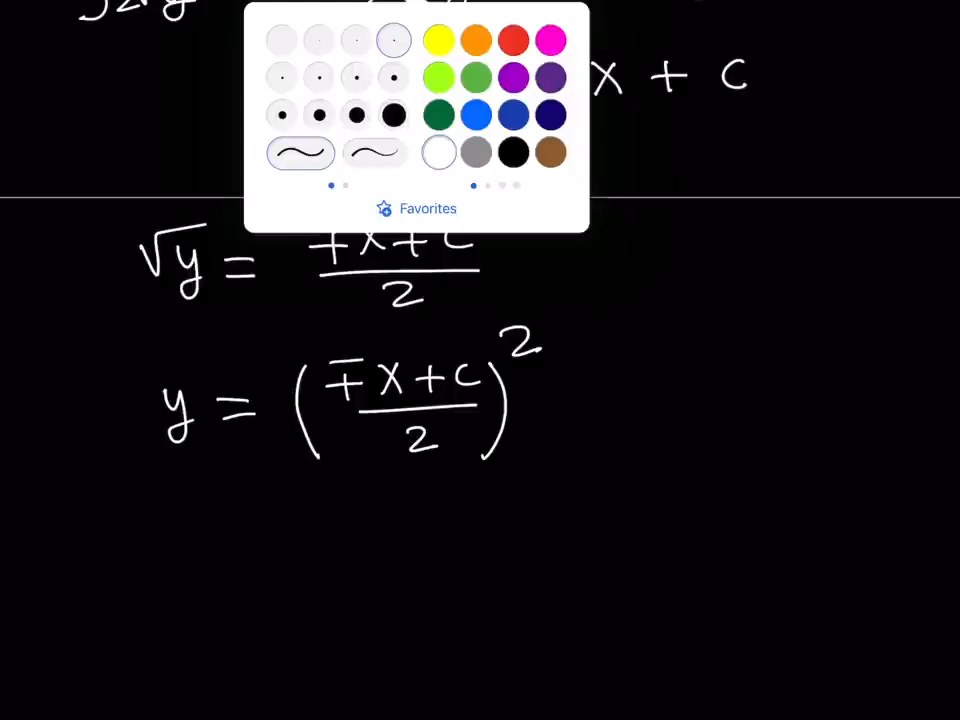 x + c
Favorites
√y = ∓x+c/2
y = (∓x+c/2)²